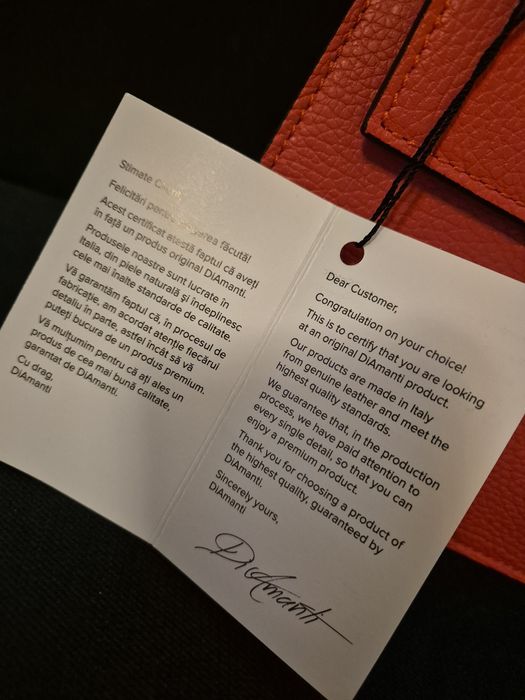 Stimate Client,
Felicitări pentru alegerea făcută!
Acest certificat atestă faptul că aveți
în față un produs original DiAmanti.
Produsele noastre sunt lucrate în
Italia, din piele naturală și îndeplinesc
cele mai înalte standarde de calitate.
Vă garantăm faptul că, în procesul de
fabricație, am acordat atenție fiecărui
detaliu în parte, astfel încât să vă
puteți bucura de un produs premium.
Vă mulțumim pentru că ați ales un
produs de cea mai bună calitate,
garantat de DiAmanti.
Cu drag,
DiAmanti
Dear Customer,
Congratulation on your choice!
This is to certify that you are looking
at an original DiAmanti product.
Our products are made in Italy
from genuine leather and meet the
highest quality standards.
We guarantee that, in the production
process, we have paid attention to
every single detail, so that you can
enjoy a premium product.
Thank you for choosing a product of
the highest quality, guaranteed by
DiAmanti.
Sincerely yours,
DiAmanti
DiAmanti